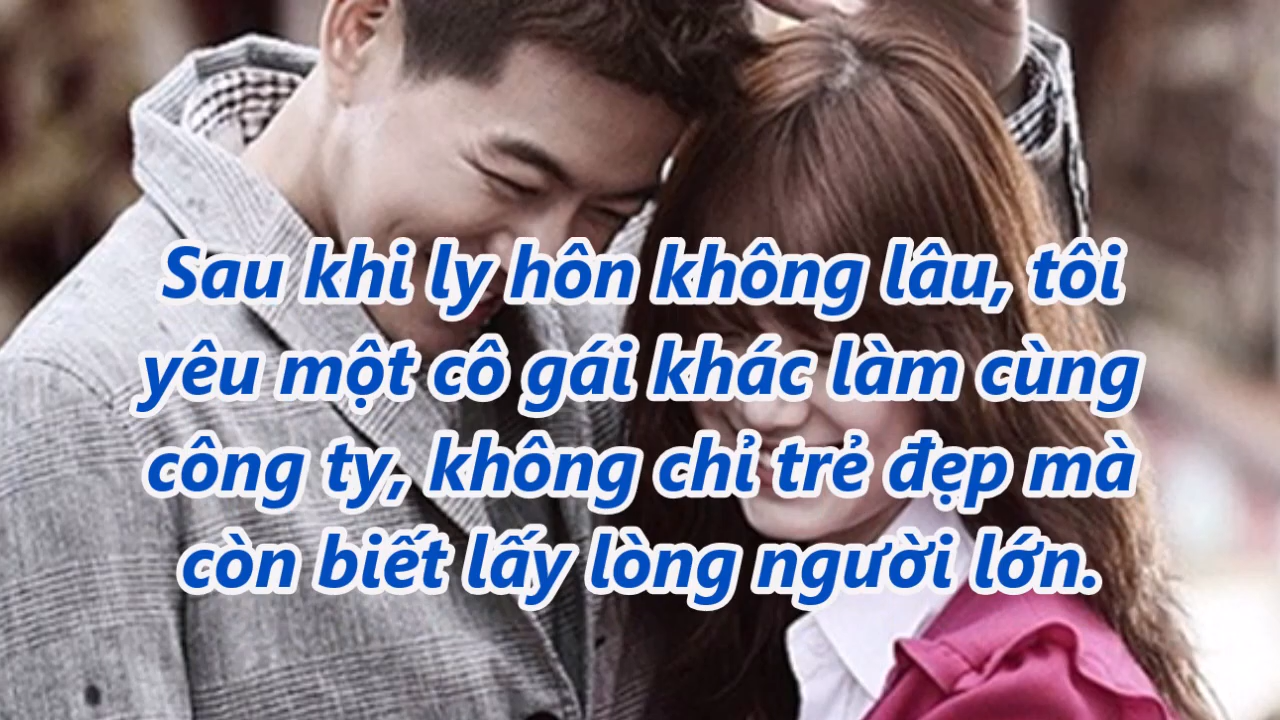 Sau khi ly hôn không lâu, tôi
yêu một cô gái khác làm cùng
công ty, không chỉ trẻ đẹp mà
còn biết lấy lòng người lớn.